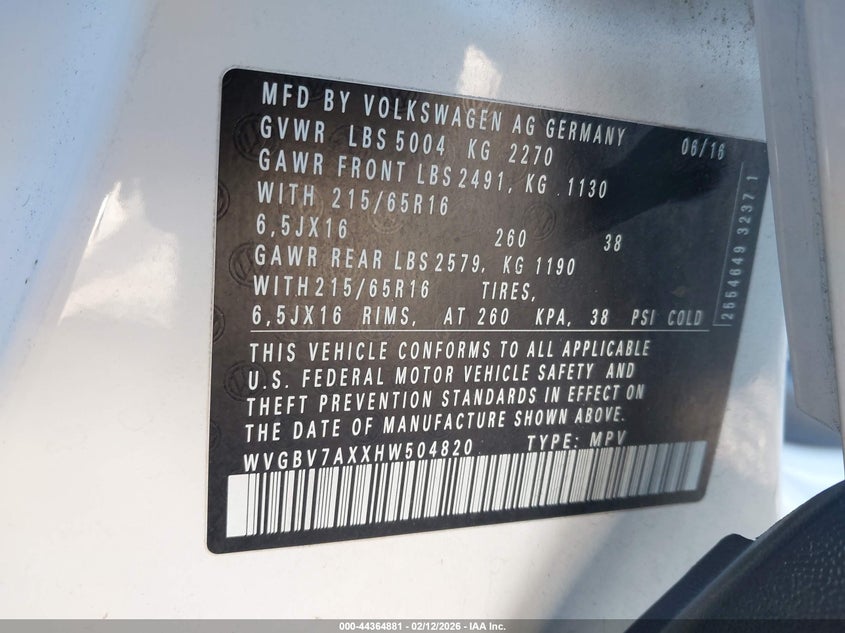 MFD BY VOLKSWAGEN AG GERMANY 06/16
GVWR LBS 5004 KG 2270
GAWR FRONT LBS 2491, KG 1130
WITH 215/65R16
6,5JX16 260 38
GAWR REAR LBS 2579, KG 1190
WITH 215/65R16 TIRES,
6,5JX16 RIMS, AT 260 KPA, 38 PSI COLD
2664649 3237 1
THIS VEHICLE CONFORMS TO ALL APPLICABLE
U.S. FEDERAL MOTOR VEHICLE SAFETY AND
THEFT PREVENTION STANDARDS IN EFFECT ON
THE DATE OF MANUFACTURE SHOWN ABOVE.
WVGBV7AXXHW504820 TYPE: MPV
000-44364881 - 02/12/2026 - IAA Inc.